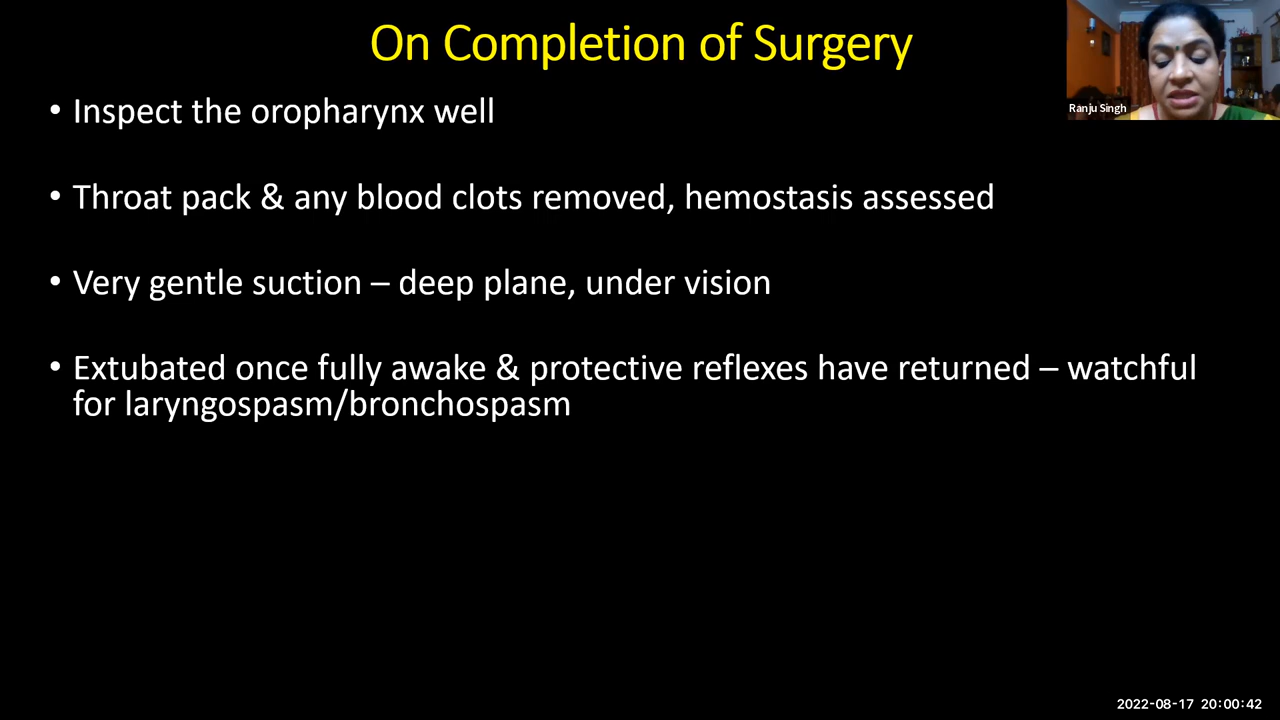 On Completion of Surgery
Ranju Singh
• Inspect the oropharynx well
• Throat pack & any blood clots removed, hemostasis assessed
• Very gentle suction – deep plane, under vision
• Extubated once fully awake & protective reflexes have returned – watchful
for laryngospasm/bronchospasm
2022-08-17 20:00:42